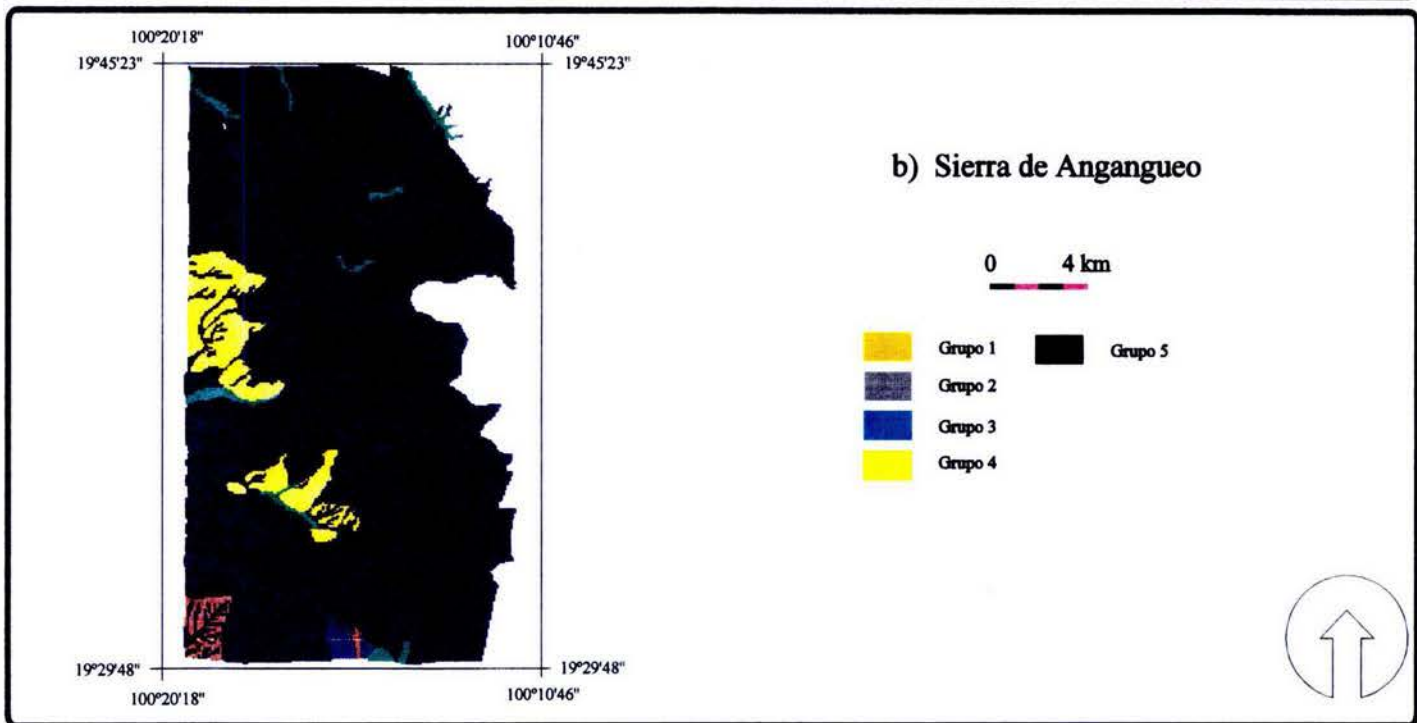 100°20'18" 100°10'46"
19°45'23" 19°45'23"
b) Sierra de Angangueo
0 4 km
Grupo 1 Grupo 5
Grupo 2
Grupo 3
Grupo 4
19°29'48" 19°29'48"
100°20'18" 100°10'46"